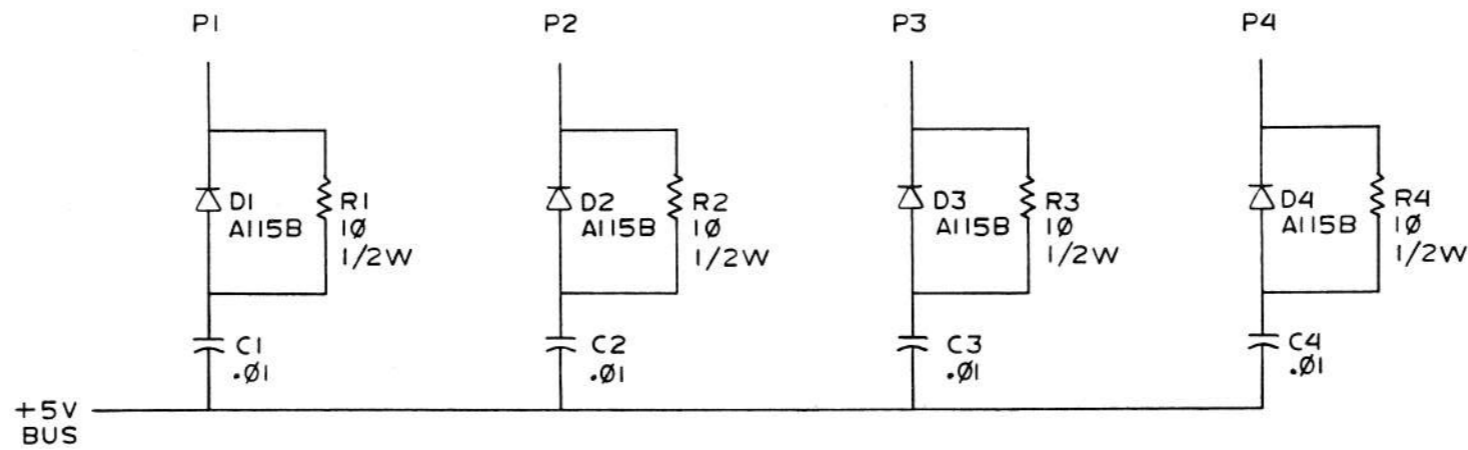 P1
P2
P3
P4
D1
A115B
R1
1Ø
1/2W
D2
A115B
R2
1Ø
1/2W
D3
A115B
R3
1Ø
1/2W
D4
A115B
R4
1Ø
1/2W
C1
.Ø1
C2
.Ø1
C3
.Ø1
C4
.Ø1
+5V
BUS